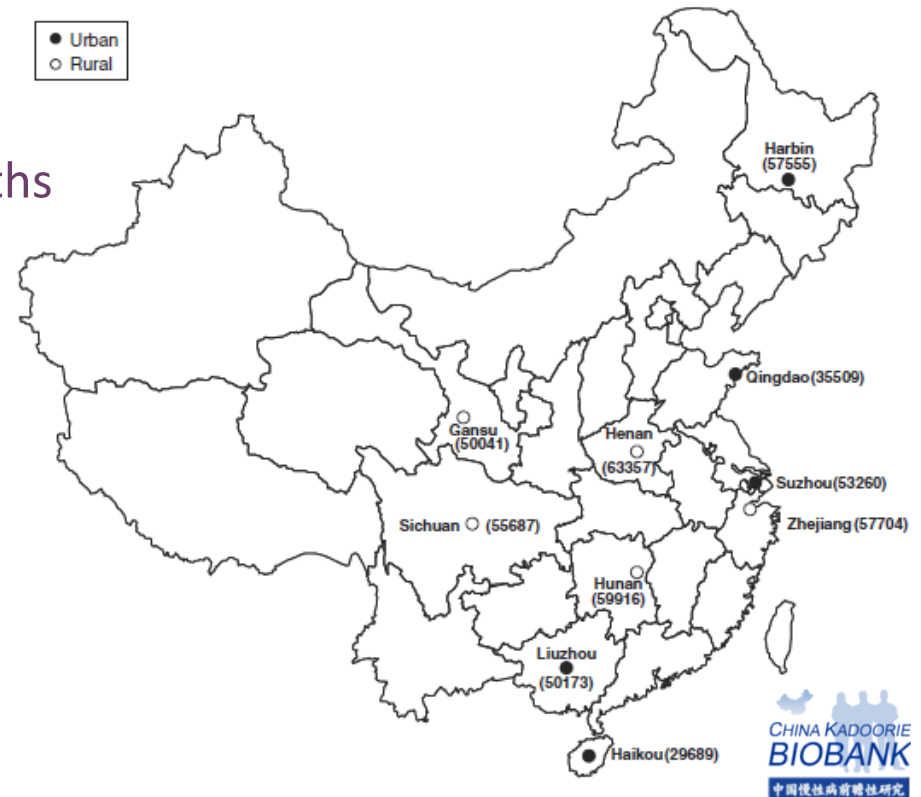 Urban
Rural
ths
Harbin
(57555)
Qingdao(35509)
Gansu
(50041)
Henan
(63357)
Suzhou(53260)
Zhejiang(57704)
Sichuan (55687)
Hunan
(59916)
Liuzhou
(50173)
Haikou(29689)
CHINA KADOORIE
BIOBANK
中国慢性病前瞻性研究